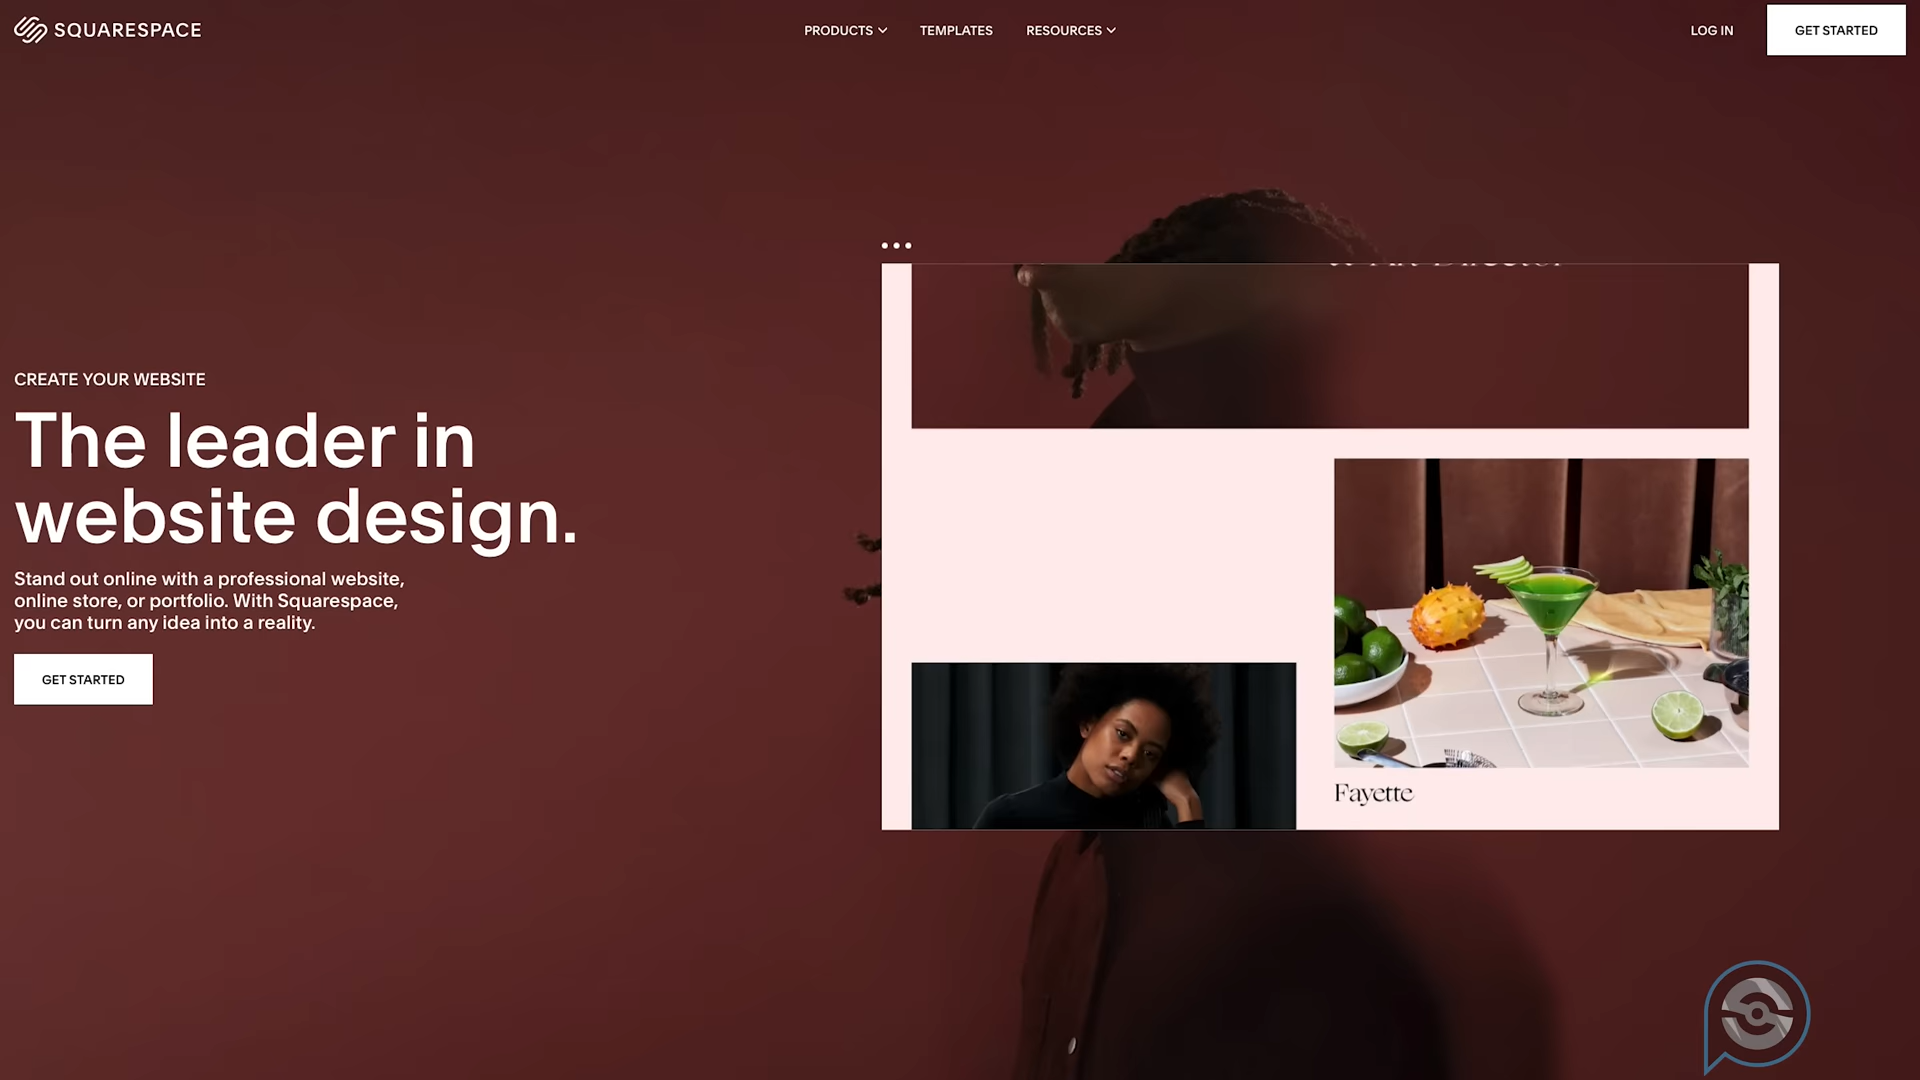 SQUARESPACE
PRODUCTS
TEMPLATES
RESOURCES
LOG IN
GET STARTED
CREATE YOUR WEBSITE
The leader in
website design.
Stand out online with a professional website,
online store, or portfolio. With Squarespace,
you can turn any idea into a reality.
GET STARTED
Fayette